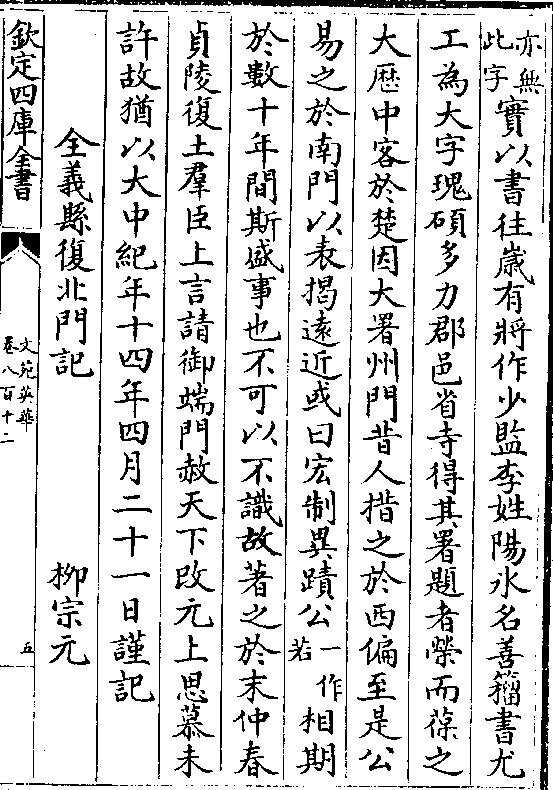 亦無
此字
實以書往嵗有將作少監李姓陽氷名善籀書尤
工為大字瑰碩多力郡邑省寺得其署題者榮而葆之
大厯中客於楚因大署州門昔人措之於西偏至是公
易之於南門以表揭遠近或曰宏制異蹟公
一作
若
相期
於數十年間斯盛事也不可以不識故著之於末仲春
貞陵復土羣臣上言請御端門赦天下改元上思慕未
許故猶以大中紀年十四年四月二十一日謹記
全義縣復北門記 柳宗元
欽定四庫全書
文苑英華
卷八百十二
五